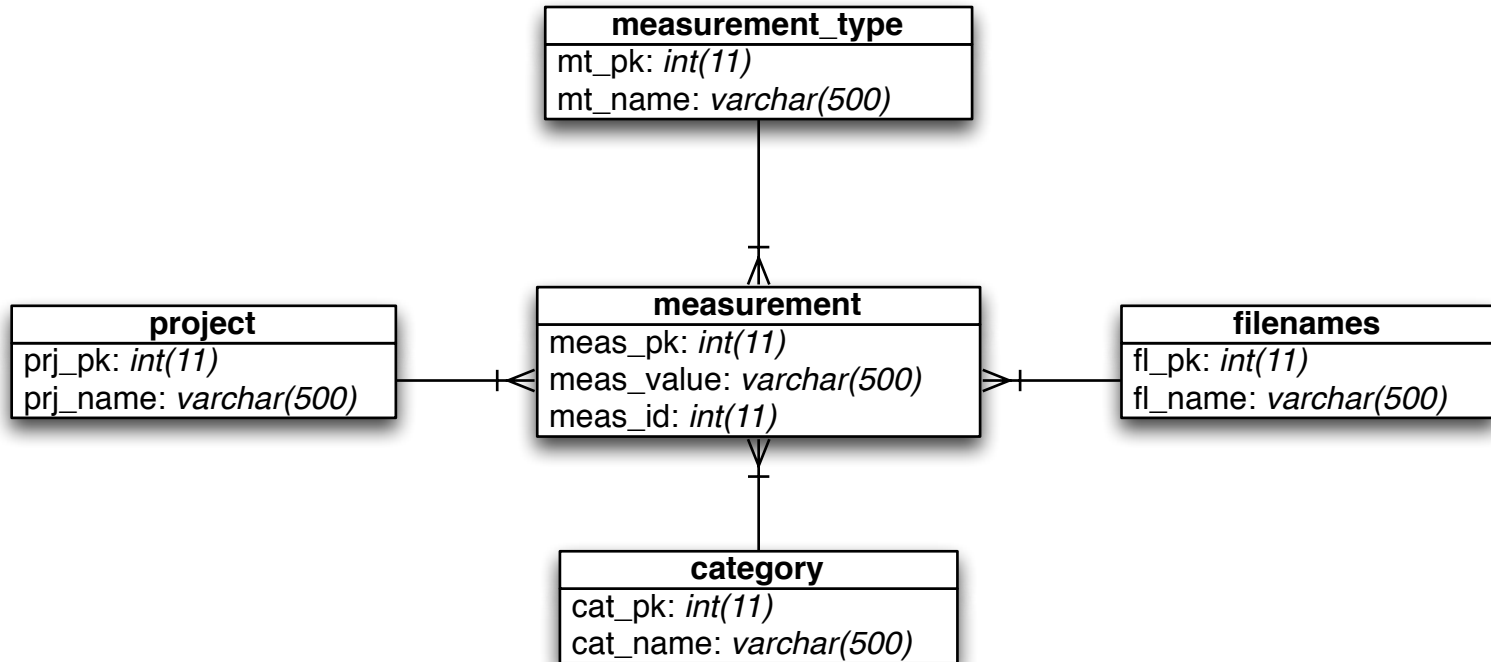 measurement_type
mt_pk: int(11)
mt_name: varchar(500)
project
prj_pk: int(11)
prj_name: varchar(500)
measurement
meas_pk: int(11)
meas_value: varchar(500)
meas_id: int(11)
filenames
fl_pk: int(11)
fl_name: varchar(500)
category
cat_pk: int(11)
cat_name: varchar(500)